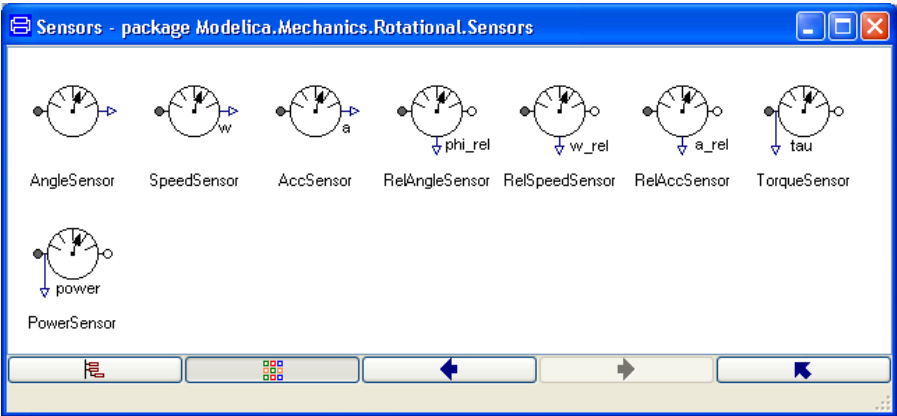 Sensors - package Modelica.Mechanics.Rotational.Sensors
w a phi_rel w_rel a_rel tau
AngleSensor SpeedSensor AccSensor RelAngleSensor RelSpeedSensor RelAccSensor TorqueSensor
power
PowerSensor